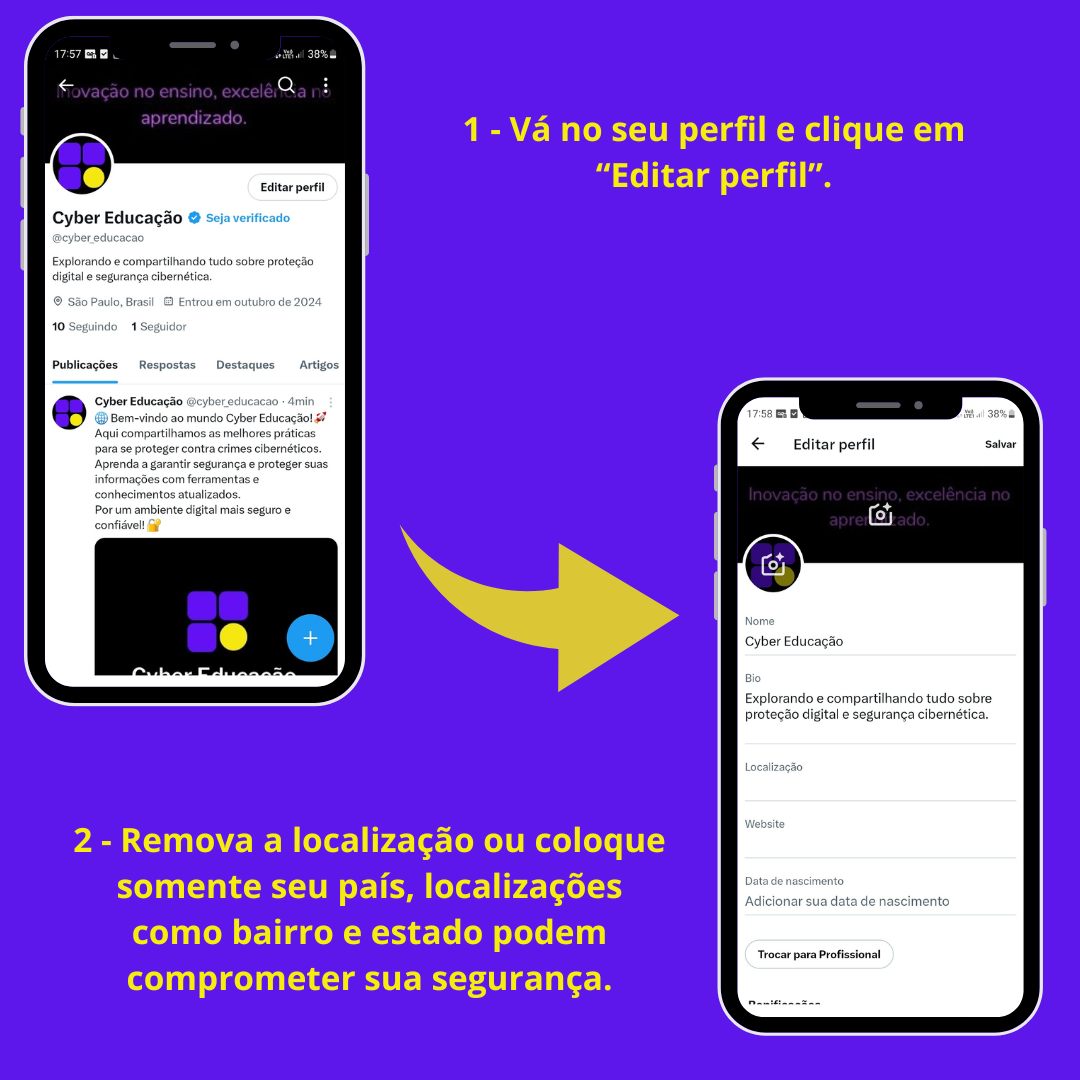 17:57
38%
Inovação no ensino, excelência no
aprendizado.
Editar perfil
Cyber Educação Seja verificado
@cyber_educacao
Explorando e compartilhando tudo sobre proteção
digital e segurança cibernética.
São Paulo, Brasil Entrou em outubro de 2024
10 Seguindo 1 Seguidor
Publicações Respostas Destaques Artigos
Cyber Educação @cyber_educacao · 4min
🌐 Bem-vindo ao mundo Cyber Educação!🚀
Aqui compartilhamos as melhores práticas
para se proteger contra crimes cibernéticos.
Aprenda a garantir segurança e proteger suas
informações com ferramentas e
conhecimentos atualizados.
Por um ambiente digital mais seguro e
confiável! 🔐
Cyber Educação
1 - Vá no seu perfil e clique em
“Editar perfil”.
17:58
38%
Editar perfil Salvar
Inovação no ensino, excelência no
aprendizado.
Nome
Cyber Educação
Bio
Explorando e compartilhando tudo sobre
proteção digital e segurança cibernética.
Localização
Website
Data de nascimento
Adicionar sua data de nascimento
Trocar para Profissional
Bonificações
2 - Remova a localização ou coloque
somente seu país, localizações
como bairro e estado podem
comprometer sua segurança.